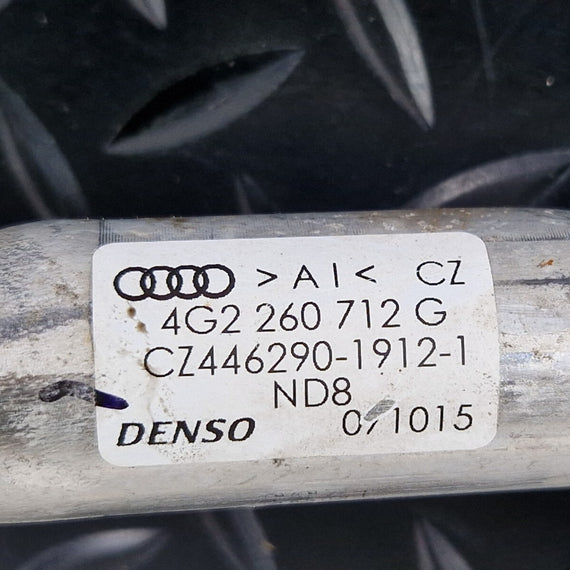 >AI< CZ
4G2 260 712 G
CZ446290-1912-1
ND8
DENSO